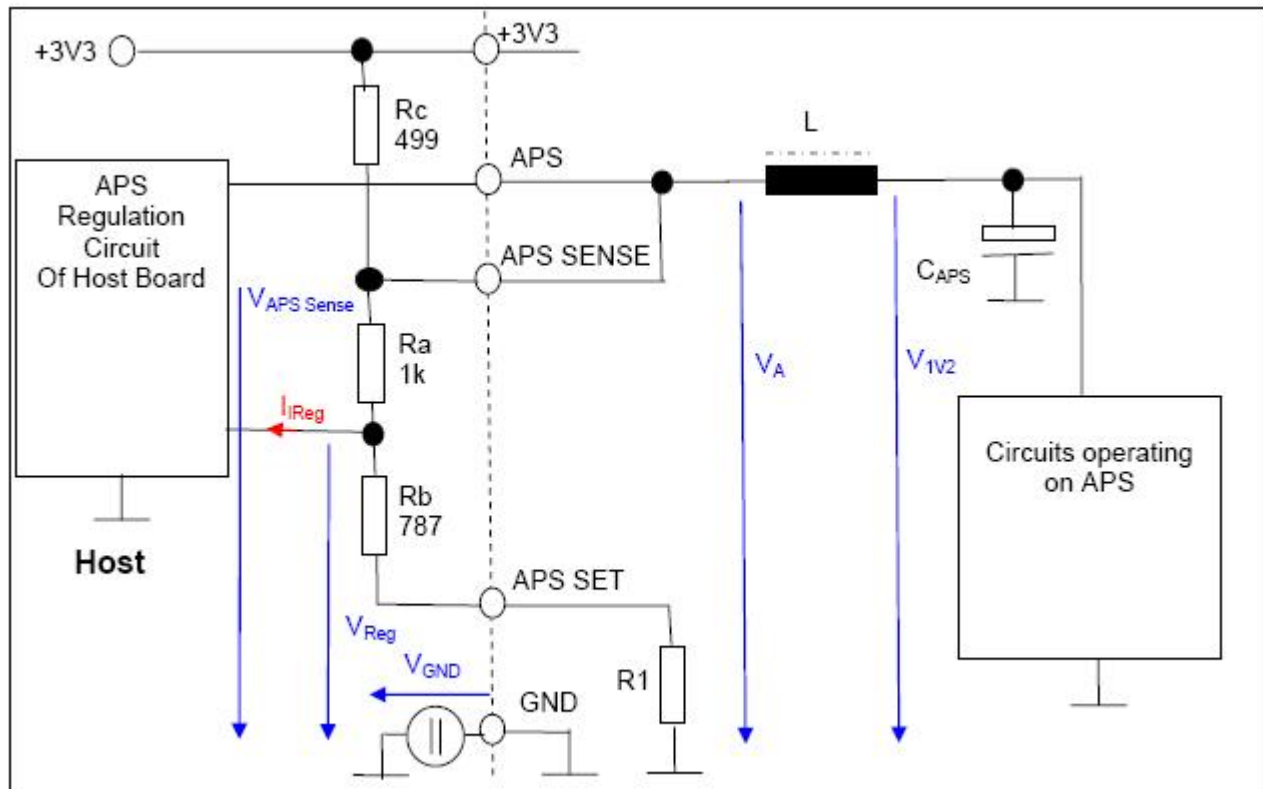 +3V3
+3V3
Rc
499
L
APS
APS
Regulation
Circuit
Of Host Board
APS SENSE
CAPS
VAPS Sense
Ra
1k
VA
V1V2
IIReg
Circuits operating
on APS
Rb
787
Host
APS SET
VReg
VGND
R1
GND